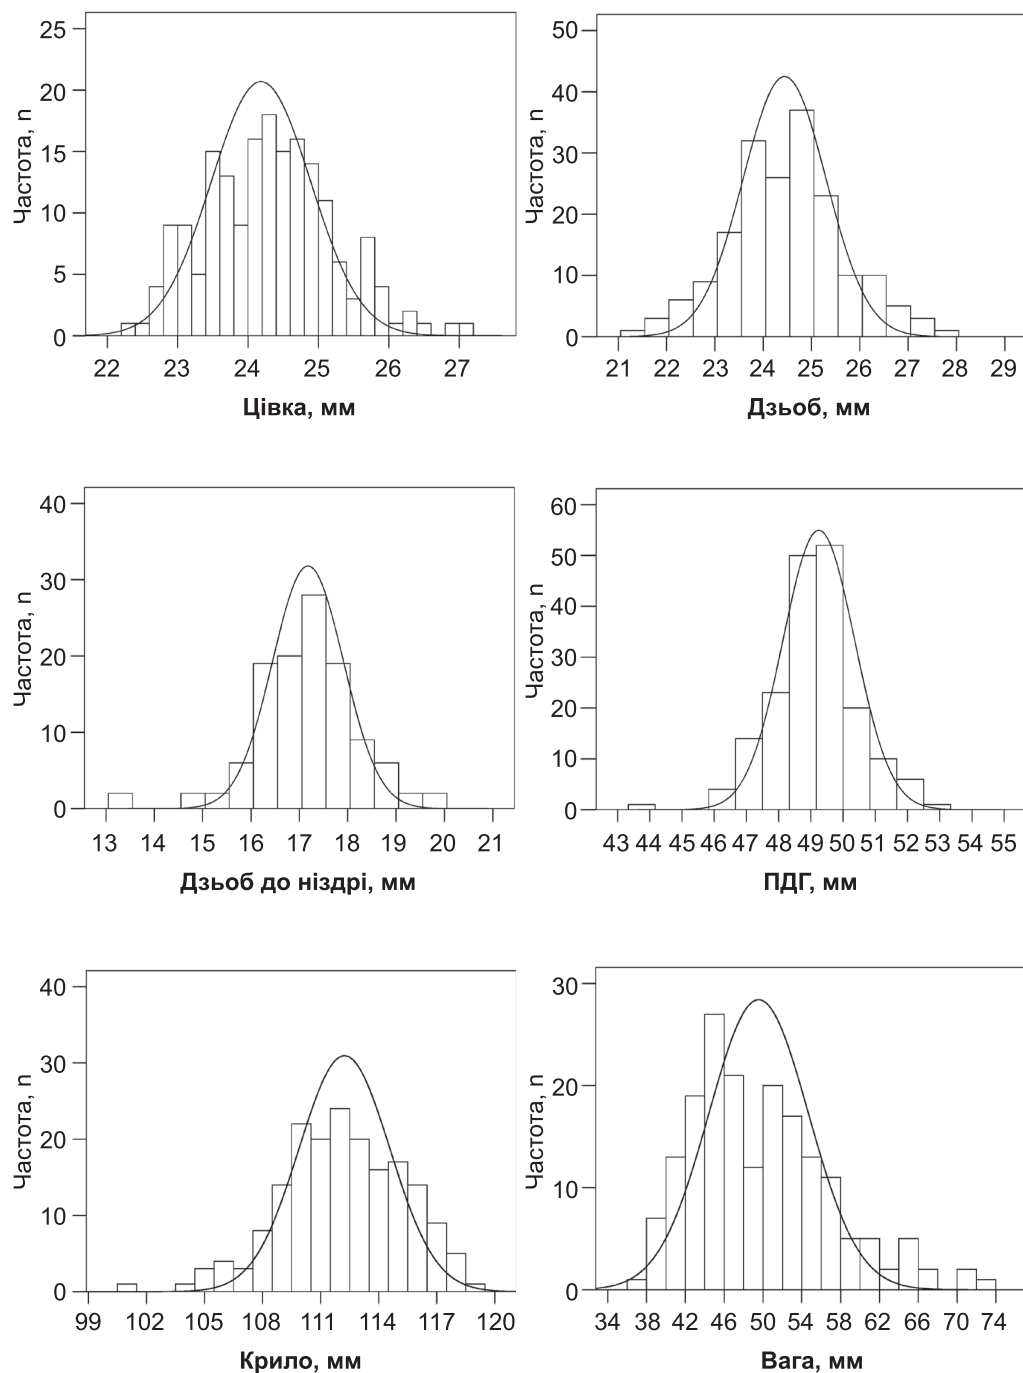 25
20
15
10
5
0
Частота, n
22 23 24 25 26 27
Цівка, мм
50
40
30
20
10
0
Частота, n
21 22 23 24 25 26 27 28 29
Дзьоб, мм
40
30
20
10
0
Частота, n
13 14 15 16 17 18 19 20 21
Дзьоб до ніздрі, мм
60
50
40
30
20
10
0
Частота, n
43 44 45 46 47 48 49 50 51 52 53 54 55
ПДГ, мм
40
30
20
10
0
Частота, n
99 102 105 108 111 114 117 120
Крило, мм
30
20
10
0
Частота, n
34 38 42 46 50 54 58 62 66 70 74
Вага, мм